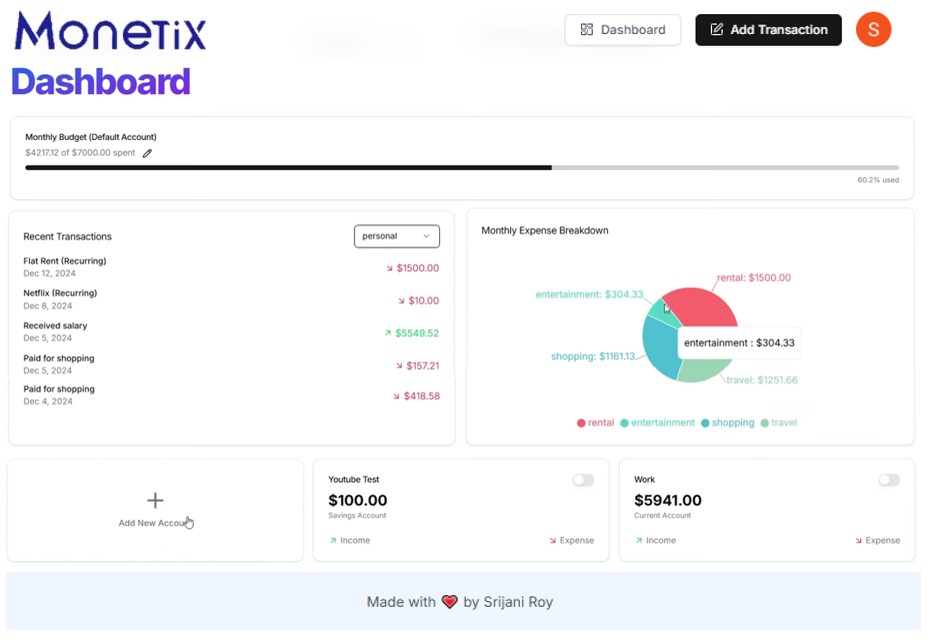 Monetix
Dashboard
Add Transaction
S
Dashboard
Monthly Budget (Default Account)
$4217.12 of $7000.00 spent
60.2% used
Recent Transactions
personal
Flat Rent (Recurring)
Dec 12, 2024
$1500.00
Netflix (Recurring)
Dec 8, 2024
$10.00
Received salary
Dec 5, 2024
$5549.52
Paid for shopping
Dec 5, 2024
$157.21
Paid for shopping
Dec 4, 2024
$418.58
Monthly Expense Breakdown
rental: $1500.00
entertainment: $304.33
entertainment : $304.33
shopping: $1161.13
travel: $1251.66
rental
entertainment
shopping
travel
Add New Account
Youtube Test
$100.00
Savings Account
Income
Expense
Work
$5941.00
Current Account
Income
Expense
Made with ❤️ by Srijani Roy